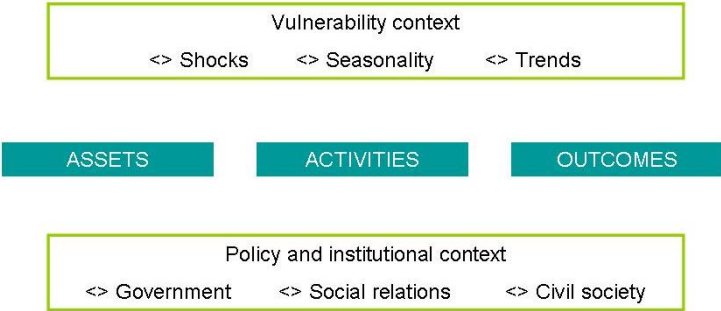 Vulnerability context
<> Shocks <> Seasonality <> Trends
ASSETS ACTIVITIES OUTCOMES
Policy and institutional context
<> Government <> Social relations <> Civil society